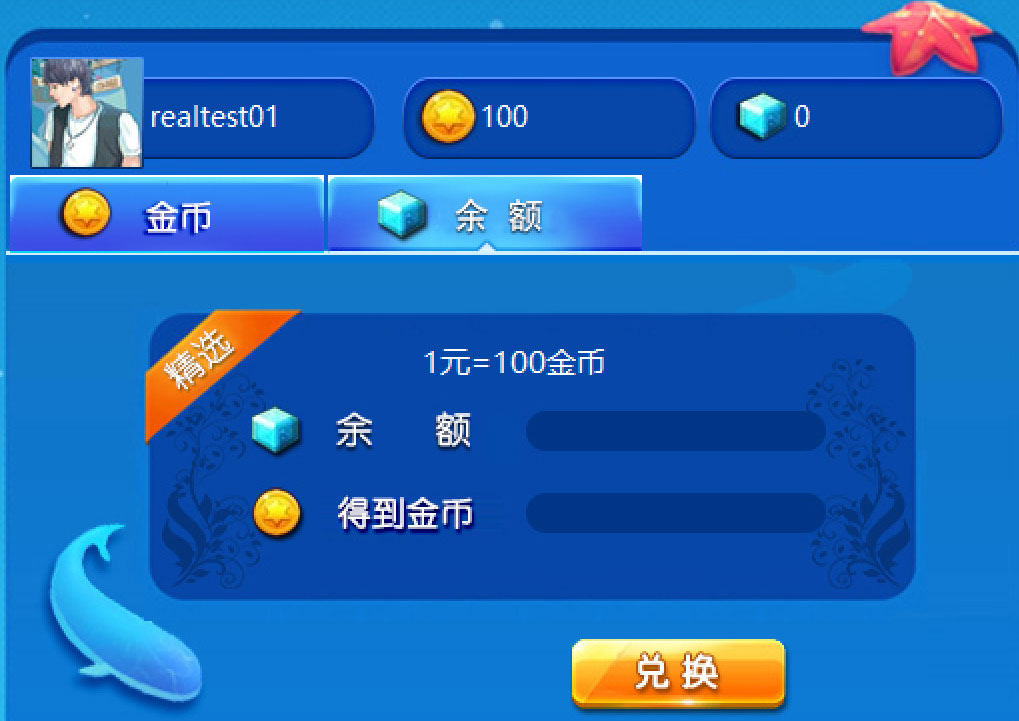 realtest01 100 0
金币 余 额
精选
1元=100金币
余 额
得到金币
兑换